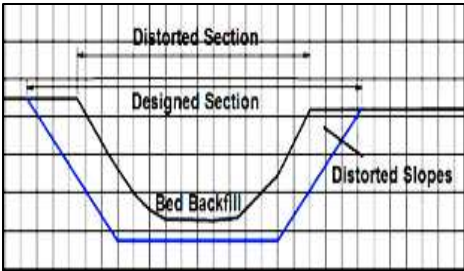 Distorted Section
Designed Section
Distorted Slopes
Bed Backfill